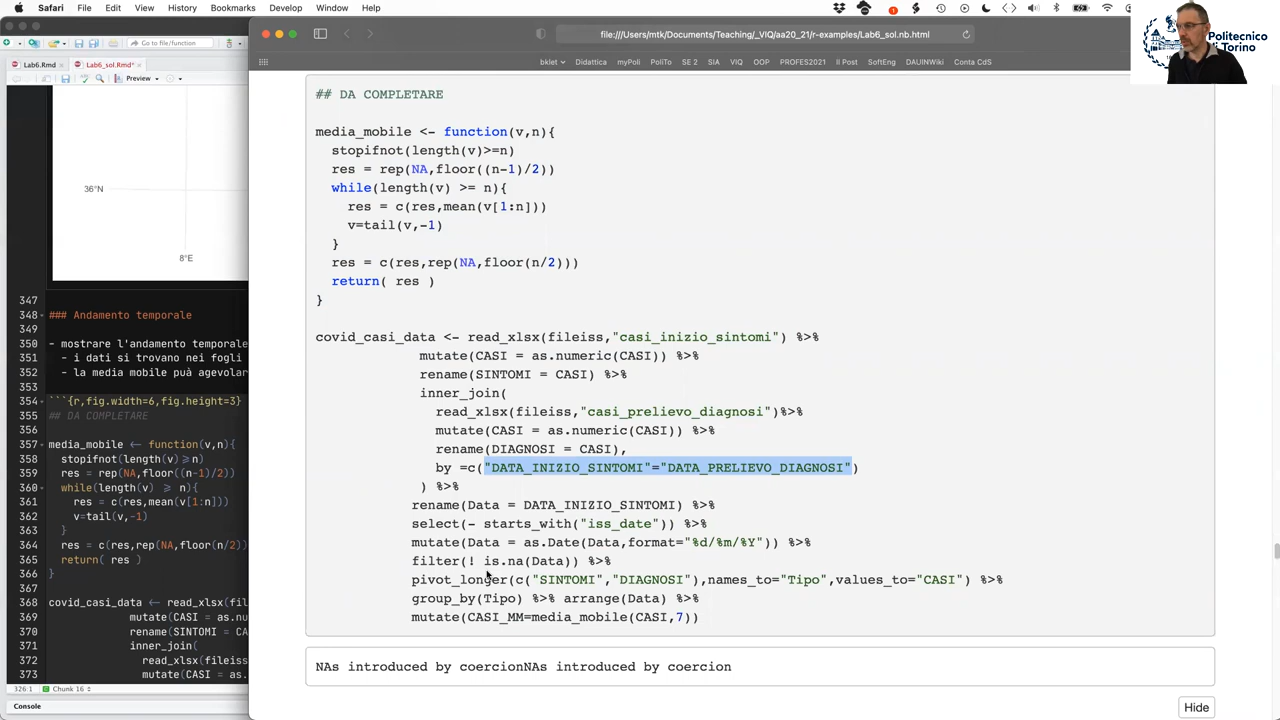 Safari File Edit View History Bookmarks Develop Window Help
Go to file/function
file:///Users/mtk/Documents/Teaching/_VIQ/aa20_21/r-examples/Lab6_sol.nb.html
Politecnico
di Torino
Lab6.Rmd Lab6_sol.Rmd*
bklet Didattica myPoli PoliTo SE 2 SIA VIQ OOP PROFES2021 Il Post SoftEng DAUINWiki Conta CdS
Preview
36°N
8°E
347
348 ### Andamento temporale
349
350 - mostrare l'andamento temporale
351 - i dati si trovano nei fogli
352 - la media mobile puà agevolar
353
354 ```{r,fig.width=6,fig.height=3}
355 ## DA COMPLETARE
356
357 media_mobile ← function(v,n){
358 stopifnot(length(v)⩾n)
359 res = rep(NA,floor((n-1)/2))
360 while(length(v) ⩾ n){
361 res = c(res,mean(v[1:n]))
362 v=tail(v,-1)
363 }
364 res = c(res,rep(NA,floor(n/2))
365 return( res )
366 }
367
368 covid_casi_data ← read_xlsx(fil
369 mutate(CASI = as.n
370 rename(SINTOMI = C
371 inner_join(
372 read_xlsx(filei
373 mutate(CASI = a
326:1 Chunk 16
Console
## DA COMPLETARE
media_mobile <- function(v,n){
stopifnot(length(v)>=n)
res = rep(NA,floor((n-1)/2))
while(length(v) >= n){
res = c(res,mean(v[1:n]))
v=tail(v,-1)
}
res = c(res,rep(NA,floor(n/2)))
return( res )
}
covid_casi_data <- read_xlsx(fileiss,"casi_inizio_sintomi") %>%
mutate(CASI = as.numeric(CASI)) %>%
rename(SINTOMI = CASI) %>%
inner_join(
read_xlsx(fileiss,"casi_prelievo_diagnosi")%>%
mutate(CASI = as.numeric(CASI)) %>%
rename(DIAGNOSI = CASI),
by =c("DATA_INIZIO_SINTOMI"="DATA_PRELIEVO_DIAGNOSI")
) %>%
rename(Data = DATA_INIZIO_SINTOMI) %>%
select(- starts_with("iss_date")) %>%
mutate(Data = as.Date(Data,format="%d/%m/%Y")) %>%
filter(! is.na(Data)) %>%
pivot_longer(c("SINTOMI","DIAGNOSI"),names_to="Tipo",values_to="CASI") %>%
group_by(Tipo) %>% arrange(Data) %>%
mutate(CASI_MM=media_mobile(CASI,7))
NAs introduced by coercionNAs introduced by coercion
Hide